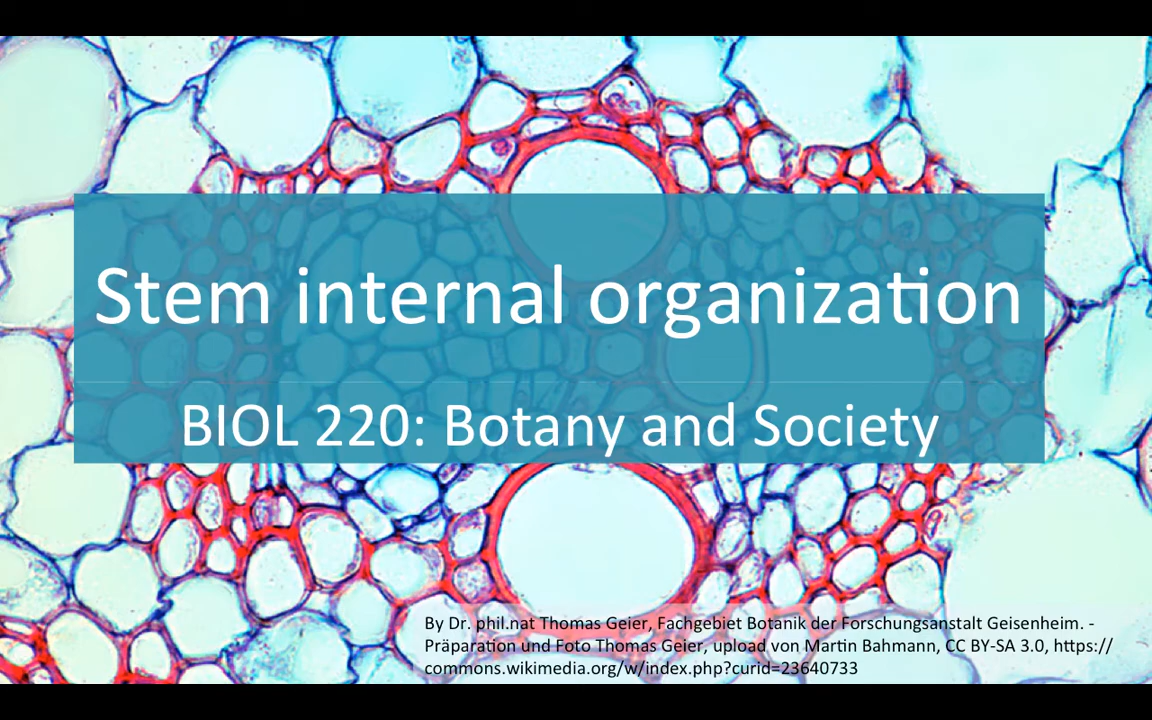 Stem internal organization
BIOL 220: Botany and Society
By Dr. phil.nat Thomas Geier, Fachgebiet Botanik der Forschungsanstalt Geisenheim. -
Präparation und Foto Thomas Geier, upload von Martin Bahmann, CC BY-SA 3.0, https://
commons.wikimedia.org/w/index.php?curid=23640733